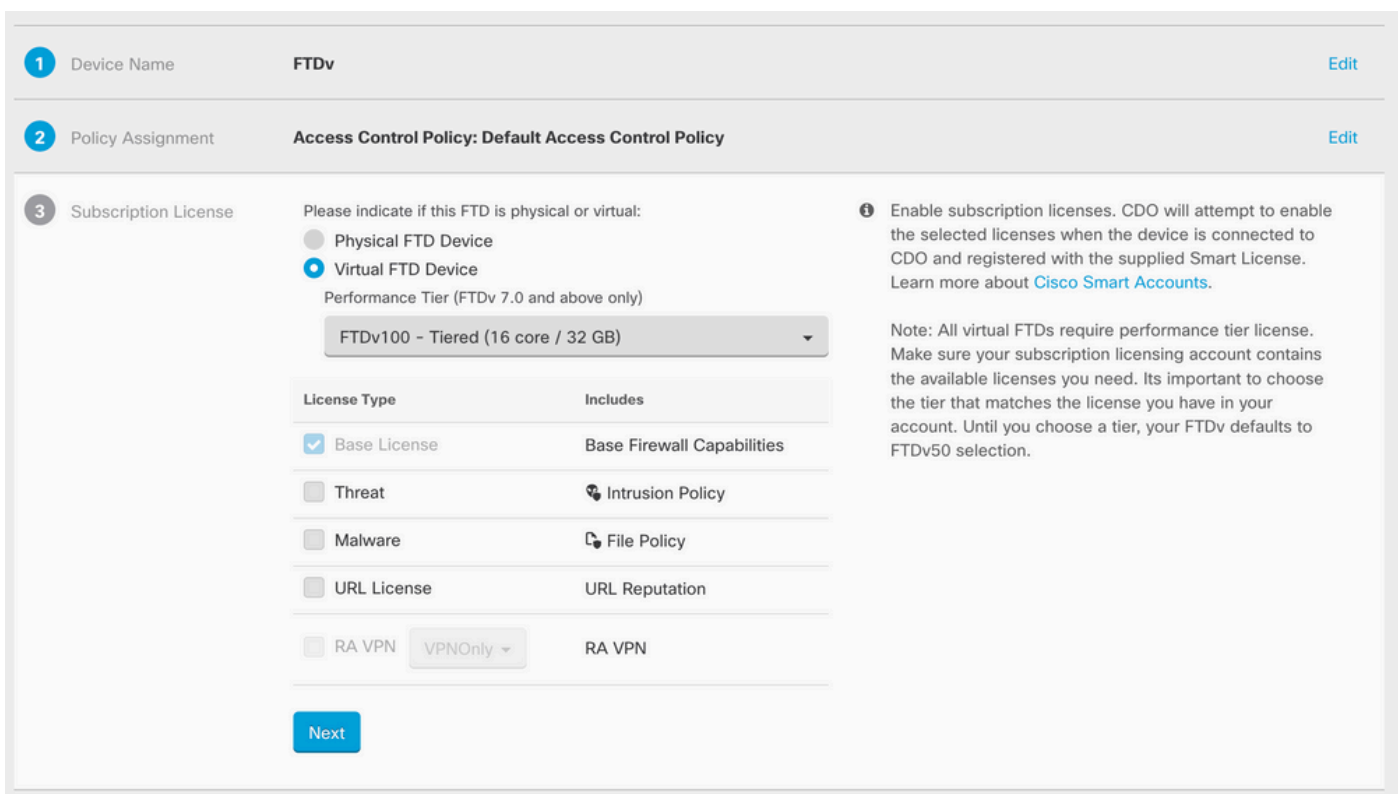 1 Device Name FTDv Edit
2 Policy Assignment Access Control Policy: Default Access Control Policy Edit
3 Subscription License
Please indicate if this FTD is physical or virtual:
Physical FTD Device
Virtual FTD Device
Performance Tier (FTDv 7.0 and above only)
FTDv100 - Tiered (16 core / 32 GB)
License Type Includes
Base License Base Firewall Capabilities
Threat Intrusion Policy
Malware File Policy
URL License URL Reputation
RA VPN VPNOnly RA VPN
Next
Enable subscription licenses. CDO will attempt to enable
the selected licenses when the device is connected to
CDO and registered with the supplied Smart License.
Learn more about Cisco Smart Accounts.
Note: All virtual FTDs require performance tier license.
Make sure your subscription licensing account contains
the available licenses you need. Its important to choose
the tier that matches the license you have in your
account. Until you choose a tier, your FTDv defaults to
FTDv50 selection.